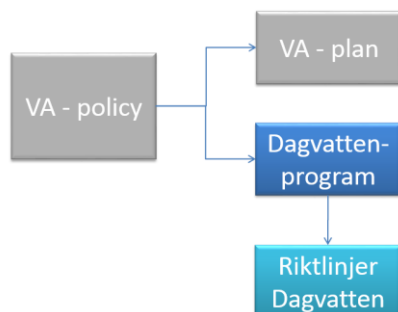 VA - plan
VA - policy
Dagvatten-
program
Riktlinjer
Dagvatten